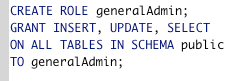 CREATE ROLE generalAdmin;
GRANT INSERT, UPDATE, SELECT
ON ALL TABLES IN SCHEMA public
TO generalAdmin;